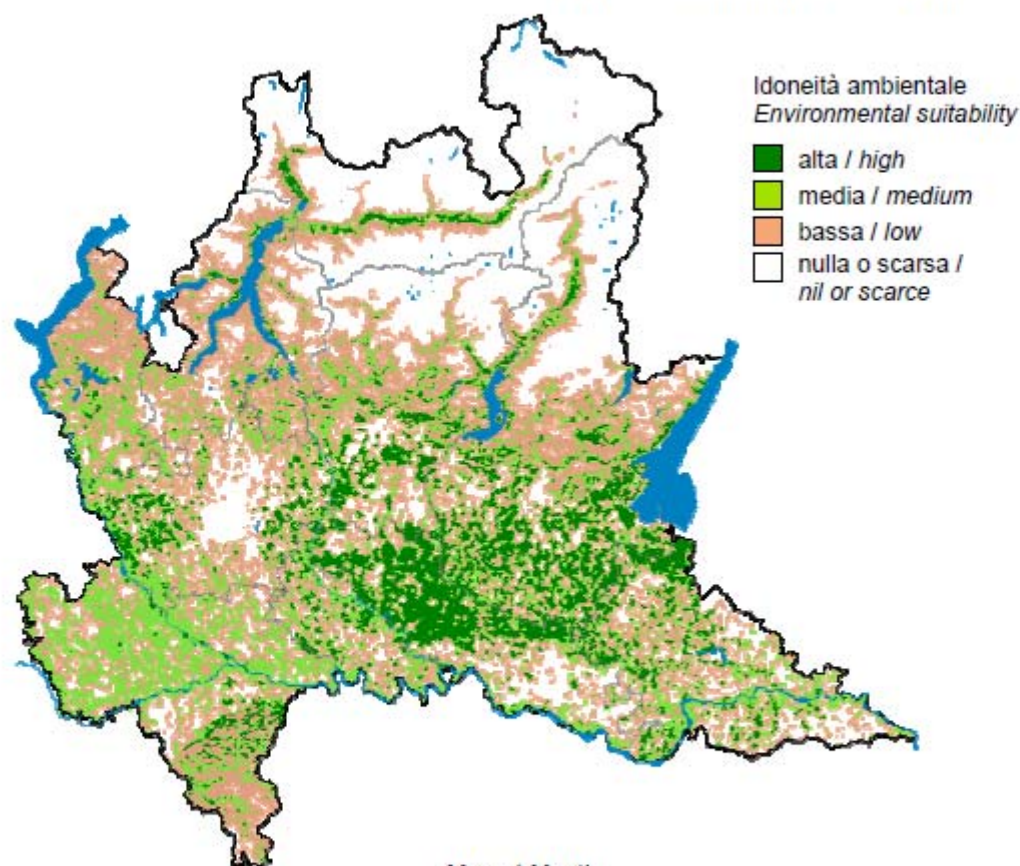 Idoneità ambientale
Environmental suitability
alta / high
media / medium
bassa / low
nulla o scarsa /
nil or scarce